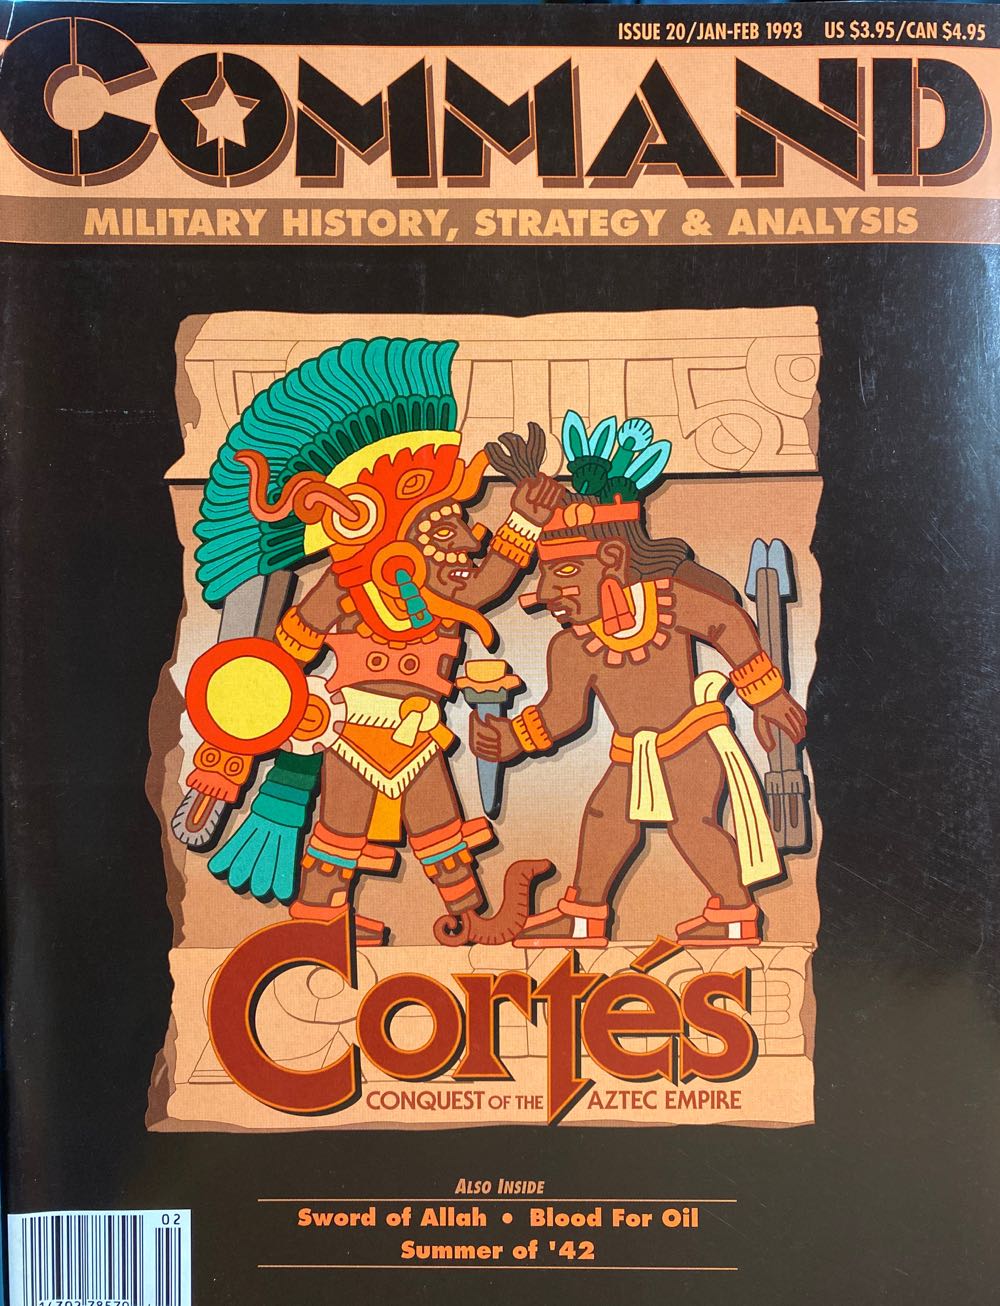 ISSUE 20/JAN-FEB 1993 US $3.95/CAN $4.95
COMMAND
MILITARY HISTORY, STRATEGY & ANALYSIS
Cortés
CONQUEST OF THE AZTEC EMPIRE
ALSO INSIDE
Sword of Allah • Blood For Oil
Summer of '42
02